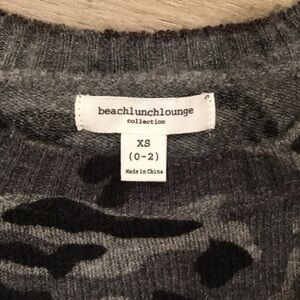 beachlunchlounge
collection
XS
(0-2)
Made in China